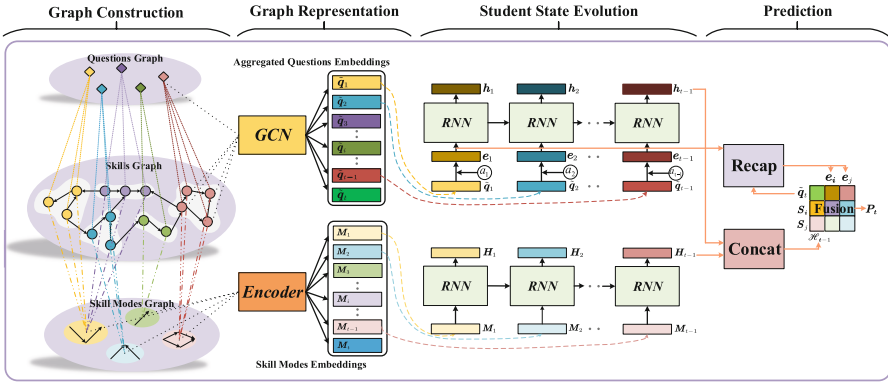 Graph Construction
Graph Representation
Student State Evolution
Prediction
Questions Graph
Skills Graph
Skill Modes Graph
Aggregated Questions Embeddings
GCN
q̃₁
q̃₂
q̃₃
q̃ᵢ
q̃ₜ₋₁
q̃ₜ
Encoder
M₁
M₂
M₃
Mᵢ
Mₜ₋₁
Mₜ
Skill Modes Embeddings
h₁ h₂ hₜ₋₁
RNN RNN RNN
e₁ e₂ eₜ₋₁
a₁ a₂
q̃₁ q̃₂ q̃ₜ₋₁
H₁ H₂ Hₜ₋₁
RNN RNN RNN
M₁ M₂ Mₜ₋₁
Recap
Concat
eᵢ eⱼ
q̃ₜ
Sᵢ Fusion Pₜ
Sⱼ
ℋₜ₋₁